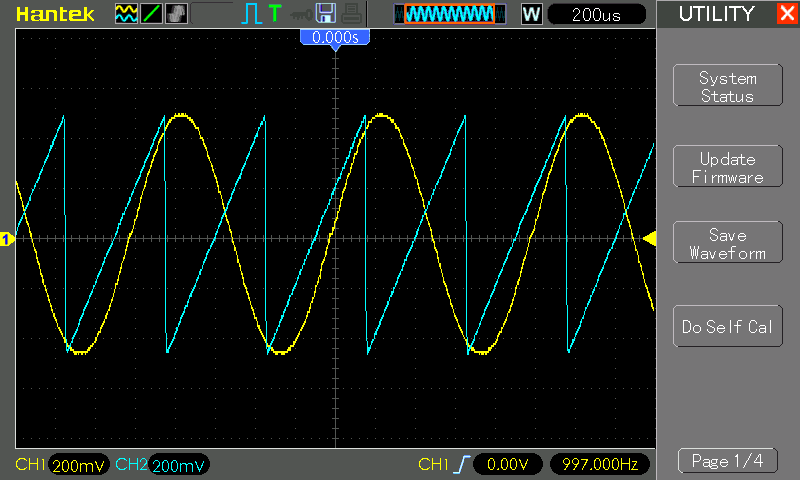 Hantek
T
W
200us
UTILITY
X
0.000s
System
Status
Update
Firmware
Save
Waveform
Do Self Cal
1
CH1 200mV CH2 200mV
CH1 0.00V 997.000Hz
Page 1/4